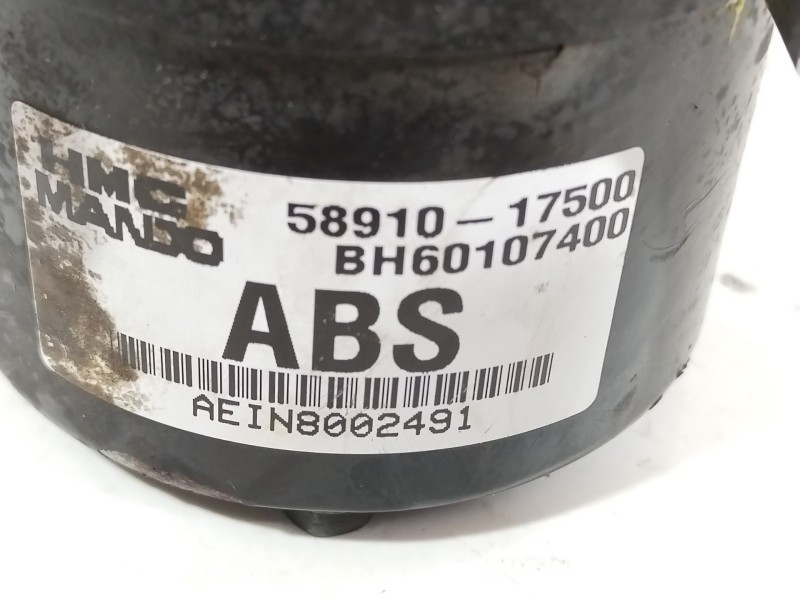 HMC
MANDO
58910-17500
BH60107400
ABS
AEIN8002491